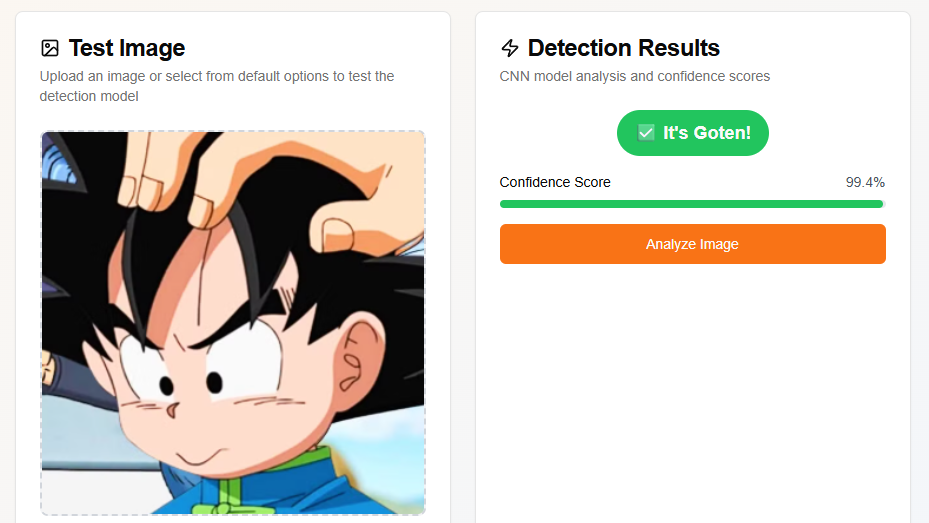 Test Image
Upload an image or select from default options to test the
detection model
Detection Results
CNN model analysis and confidence scores
✅ It's Goten!
Confidence Score 99.4%
Analyze Image